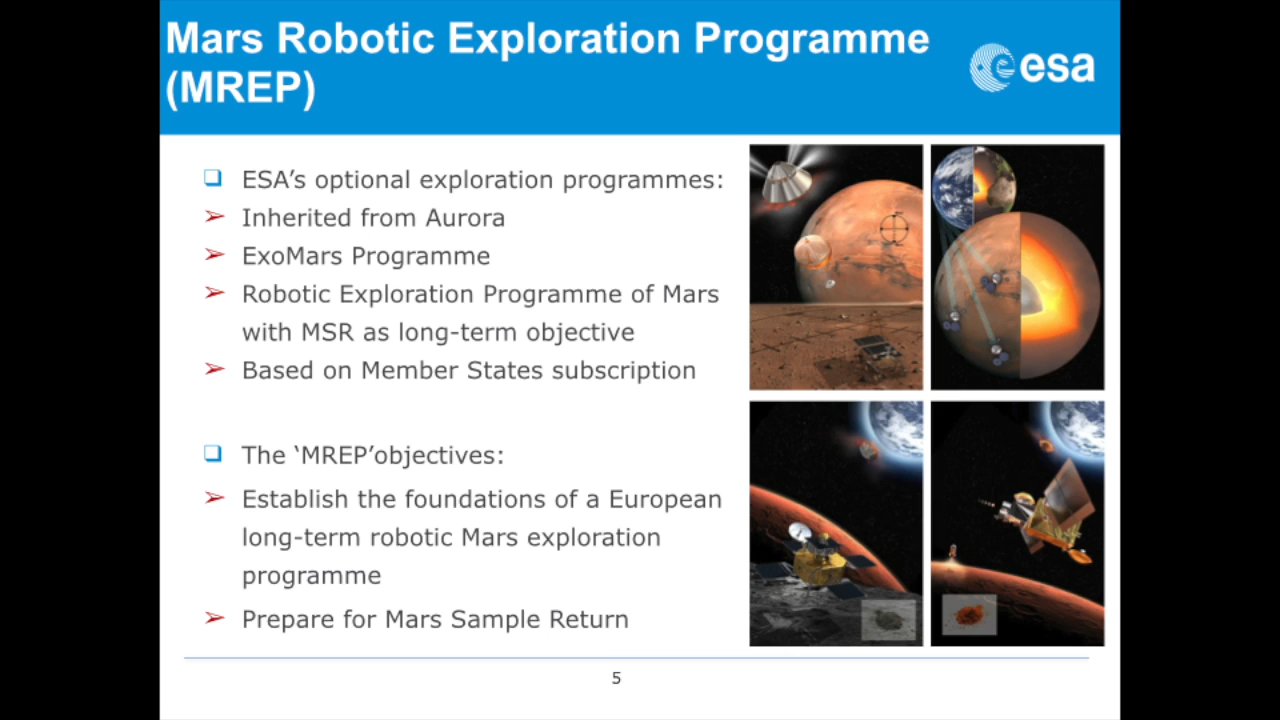 Mars Robotic Exploration Programme
(MREP)
esa
ESA’s optional exploration programmes:
Inherited from Aurora
ExoMars Programme
Robotic Exploration Programme of Mars
with MSR as long-term objective
Based on Member States subscription
The ‘MREP’objectives:
Establish the foundations of a European
long-term robotic Mars exploration
programme
Prepare for Mars Sample Return
5